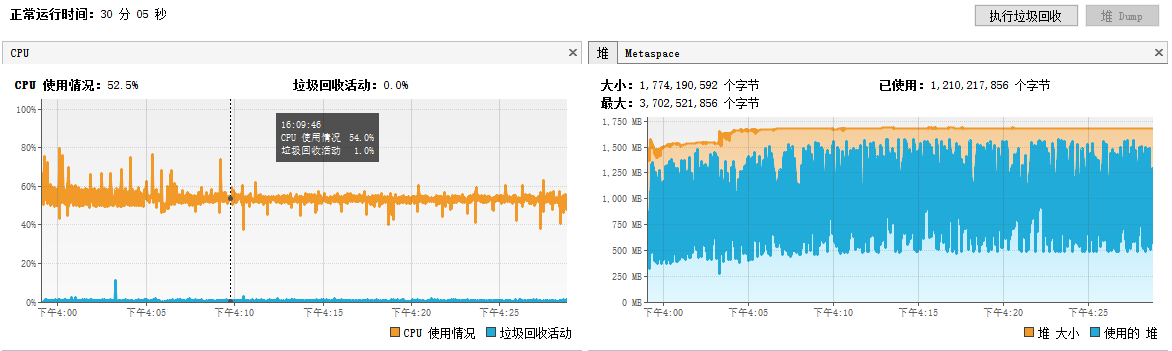 正常运行时间: 30 分 05 秒
执行垃圾回收
堆 Dump
CPU
CPU 使用情况: 52.5%
垃圾回收活动: 0.0%
100%
80%
60%
40%
20%
0%
16:09:46
CPU 使用情况 54.0%
垃圾回收活动 1.0%
下午4:00
下午4:05
下午4:10
下午4:15
下午4:20
下午4:25
CPU 使用情况
垃圾回收活动
堆
Metaspace
大小: 1,774,190,592 个字节
已使用: 1,210,217,856 个字节
最大: 3,702,521,856 个字节
1,750 MB
1,500 MB
1,250 MB
1,000 MB
750 MB
500 MB
250 MB
0 MB
下午4:00
下午4:05
下午4:10
下午4:15
下午4:20
下午4:25
堆 大小
使用的 堆